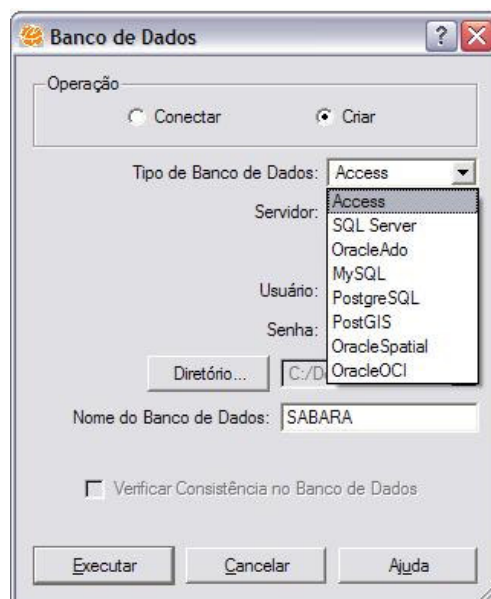 Banco de Dados
Operação
Conectar Criar
Tipo de Banco de Dados: Access
Access
Servidor:
SQL Server
OracleAdo
MySQL
Usuário:
PostgreSQL
PostGIS
Senha:
OracleSpatial
Diretório... C:/D
OracleOCI
Nome do Banco de Dados: SABARA
Verificar Consistência no Banco de Dados
Executar Cancelar Ajuda